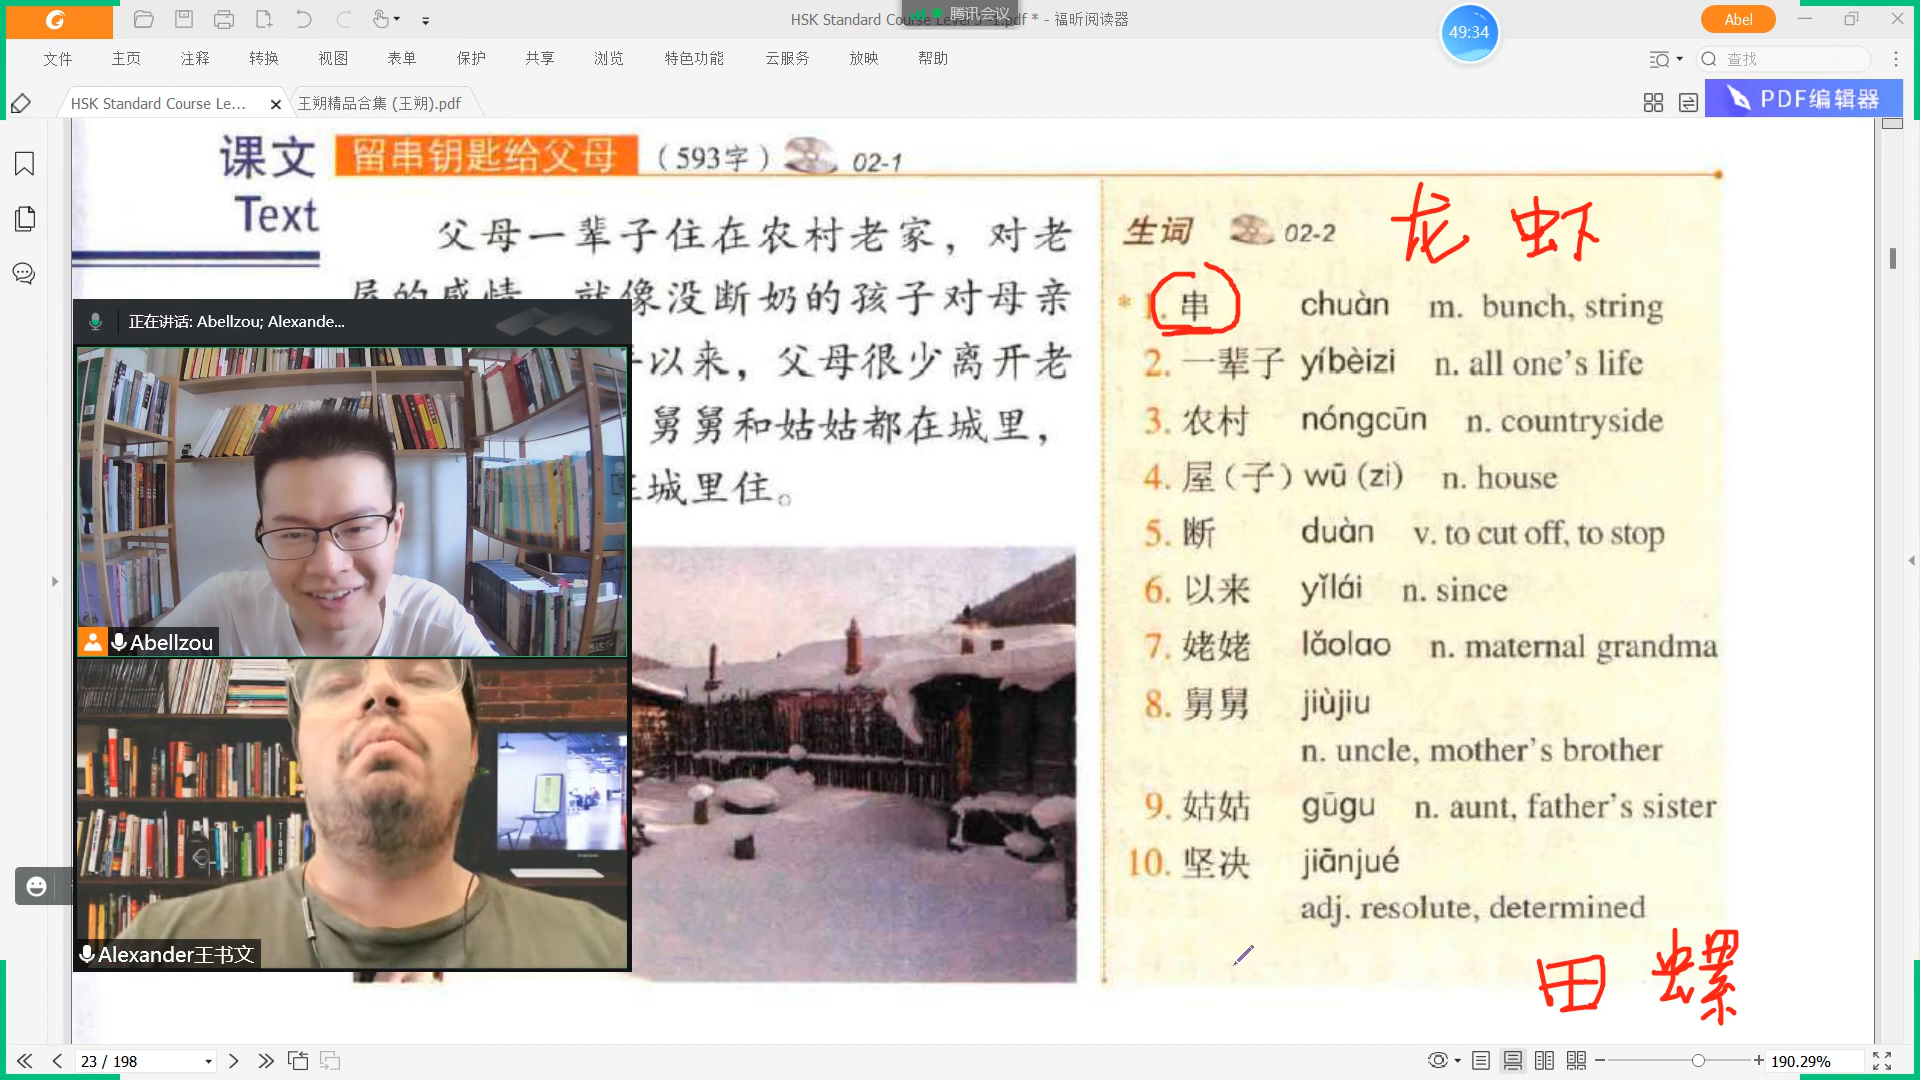 HSK Standard Course Level 5-1.pdf * - 福昕阅读器
腾讯会议
49:34
Abel
文件 主页 注释 转换 视图 表单 保护 共享 浏览 特色功能 云服务 放映 帮助
查找
HSK Standard Course Le...
王朔精品合集 (王朔).pdf
PDF编辑器
课文
Text
留串钥匙给父母
(593字)
02-1
父母一辈子住在农村老家，对老
屋的感情，就像没断奶的孩子对母亲
以来，父母很少离开老
舅舅和姑姑都在城里，
城里住。
正在讲话: Abellzou; Alexande...
Abellzou
Alexander王书文
生词
02-2
龙虾
* 1. 串 chuàn m. bunch, string
2. 一辈子 yíbèizi n. all one's life
3. 农村 nóngcūn n. countryside
4. 屋(子) wū (zi) n. house
5. 断 duàn v. to cut off, to stop
6. 以来 yǐlái n. since
7. 姥姥 lǎolao n. maternal grandma
8. 舅舅 jiùjiu
n. uncle, mother's brother
9. 姑姑 gūgu n. aunt, father's sister
10. 坚决 jiānjué
adj. resolute, determined
田螺
23 / 198
190.29%